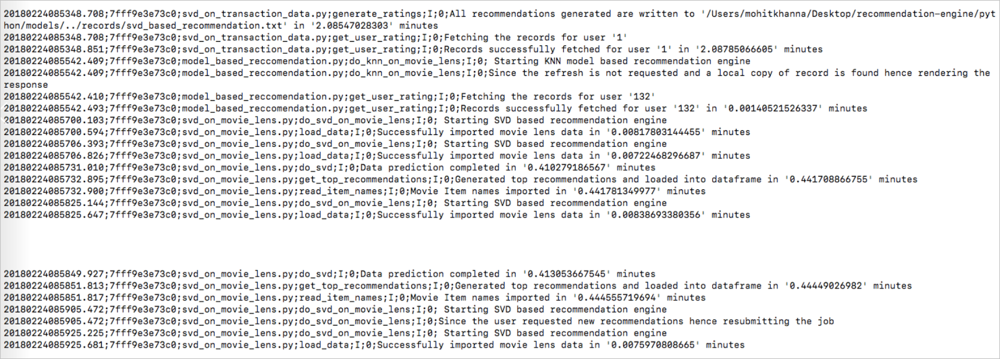 20180224085348.708;7fff9e3e73c0;svd_on_transaction_data.py;generate_ratings;I;0;All recommendations generated are written to '/Users/mohitkhanna/Desktop/recommendation-engine/pyt
hon/models/../records/svd_based_recommendation.txt' in '2.08547028303' minutes
20180224085348.708;7fff9e3e73c0;svd_on_transaction_data.py;get_user_rating;I;0;Fetching the records for user '1'
20180224085348.851;7fff9e3e73c0;svd_on_transaction_data.py;get_user_rating;I;0;Records successfully fetched for user '1' in '2.08785066605' minutes
20180224085542.409;7fff9e3e73c0;model_based_reccomendation.py;do_knn_on_movie_lens;I;0; Starting KNN model based recommendation engine
20180224085542.409;7fff9e3e73c0;model_based_reccomendation.py;do_knn_on_movie_lens;I;0;Since the refresh is not requested and a local copy of record is found hence rendering the
response
20180224085542.410;7fff9e3e73c0;model_based_reccomendation.py;get_user_rating;I;0;Fetching the records for user '132'
20180224085542.493;7fff9e3e73c0;model_based_reccomendation.py;get_user_rating;I;0;Records successfully fetched for user '132' in '0.00140521526337' minutes
20180224085700.103;7fff9e3e73c0;svd_on_movie_lens.py;do_svd_on_movie_lens;I;0; Starting SVD based recommendation engine
20180224085700.594;7fff9e3e73c0;svd_on_movie_lens.py;load_data;I;0;Successfully imported movie lens data in '0.00817803144455' minutes
20180224085706.393;7fff9e3e73c0;svd_on_movie_lens.py;do_svd_on_movie_lens;I;0; Starting SVD based recommendation engine
20180224085706.826;7fff9e3e73c0;svd_on_movie_lens.py;load_data;I;0;Successfully imported movie lens data in '0.00722468296687' minutes
20180224085731.010;7fff9e3e73c0;svd_on_movie_lens.py;do_svd;I;0;Data prediction completed in '0.410279186567' minutes
20180224085732.895;7fff9e3e73c0;svd_on_movie_lens.py;get_top_recommendations;I;0;Generated top recommendations and loaded into dataframe in '0.441708866755' minutes
20180224085732.900;7fff9e3e73c0;svd_on_movie_lens.py;read_item_names;I;0;Movie Item names imported in '0.441781349977' minutes
20180224085825.144;7fff9e3e73c0;svd_on_movie_lens.py;do_svd_on_movie_lens;I;0; Starting SVD based recommendation engine
20180224085825.647;7fff9e3e73c0;svd_on_movie_lens.py;load_data;I;0;Successfully imported movie lens data in '0.00838693380356' minutes
20180224085849.927;7fff9e3e73c0;svd_on_movie_lens.py;do_svd;I;0;Data prediction completed in '0.413053667545' minutes
20180224085851.813;7fff9e3e73c0;svd_on_movie_lens.py;get_top_recommendations;I;0;Generated top recommendations and loaded into dataframe in '0.44449026982' minutes
20180224085851.817;7fff9e3e73c0;svd_on_movie_lens.py;read_item_names;I;0;Movie Item names imported in '0.444555719694' minutes
20180224085905.472;7fff9e3e73c0;svd_on_movie_lens.py;do_svd_on_movie_lens;I;0; Starting SVD based recommendation engine
20180224085905.472;7fff9e3e73c0;svd_on_movie_lens.py;do_svd_on_movie_lens;I;0;Since the user requested new recommendations hence resubmitting the job
20180224085925.225;7fff9e3e73c0;svd_on_movie_lens.py;do_svd_on_movie_lens;I;0; Starting SVD based recommendation engine
20180224085925.681;7fff9e3e73c0;svd_on_movie_lens.py;load_data;I;0;Successfully imported movie lens data in '0.0075970808665' minutes